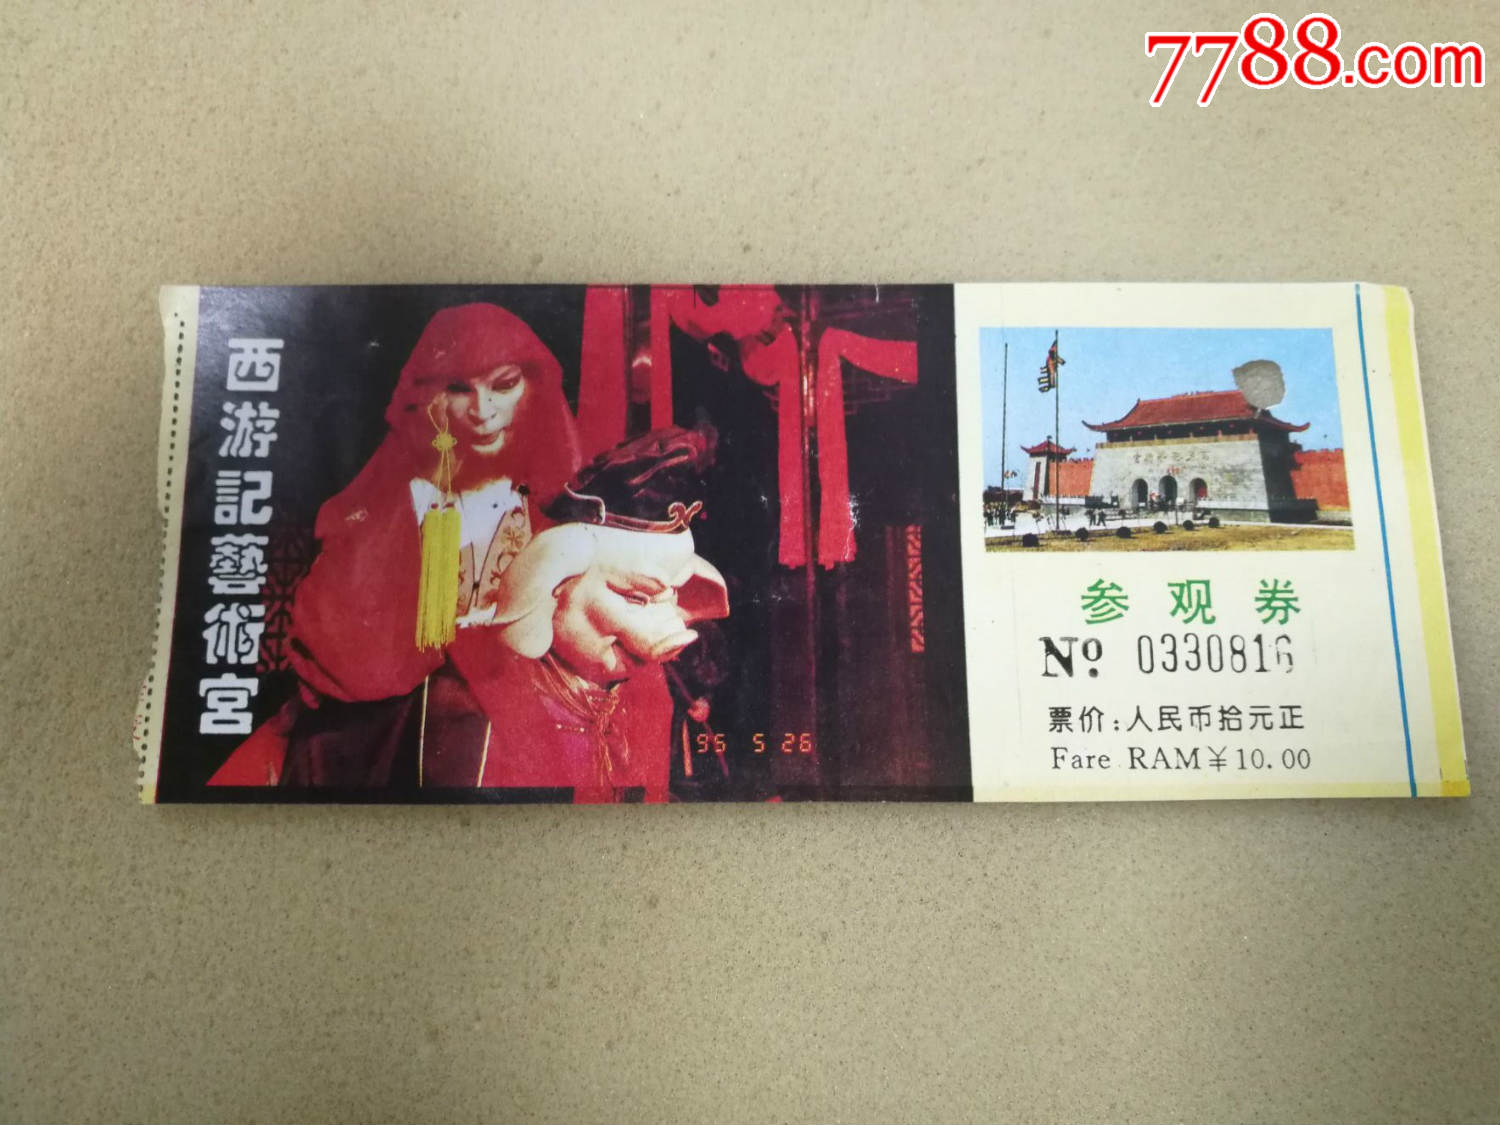 7788.com
西游記藝術宮
参观券
Nº 0330816
票价:人民币拾元正
Fare RAM￥10.00
'95 5 26